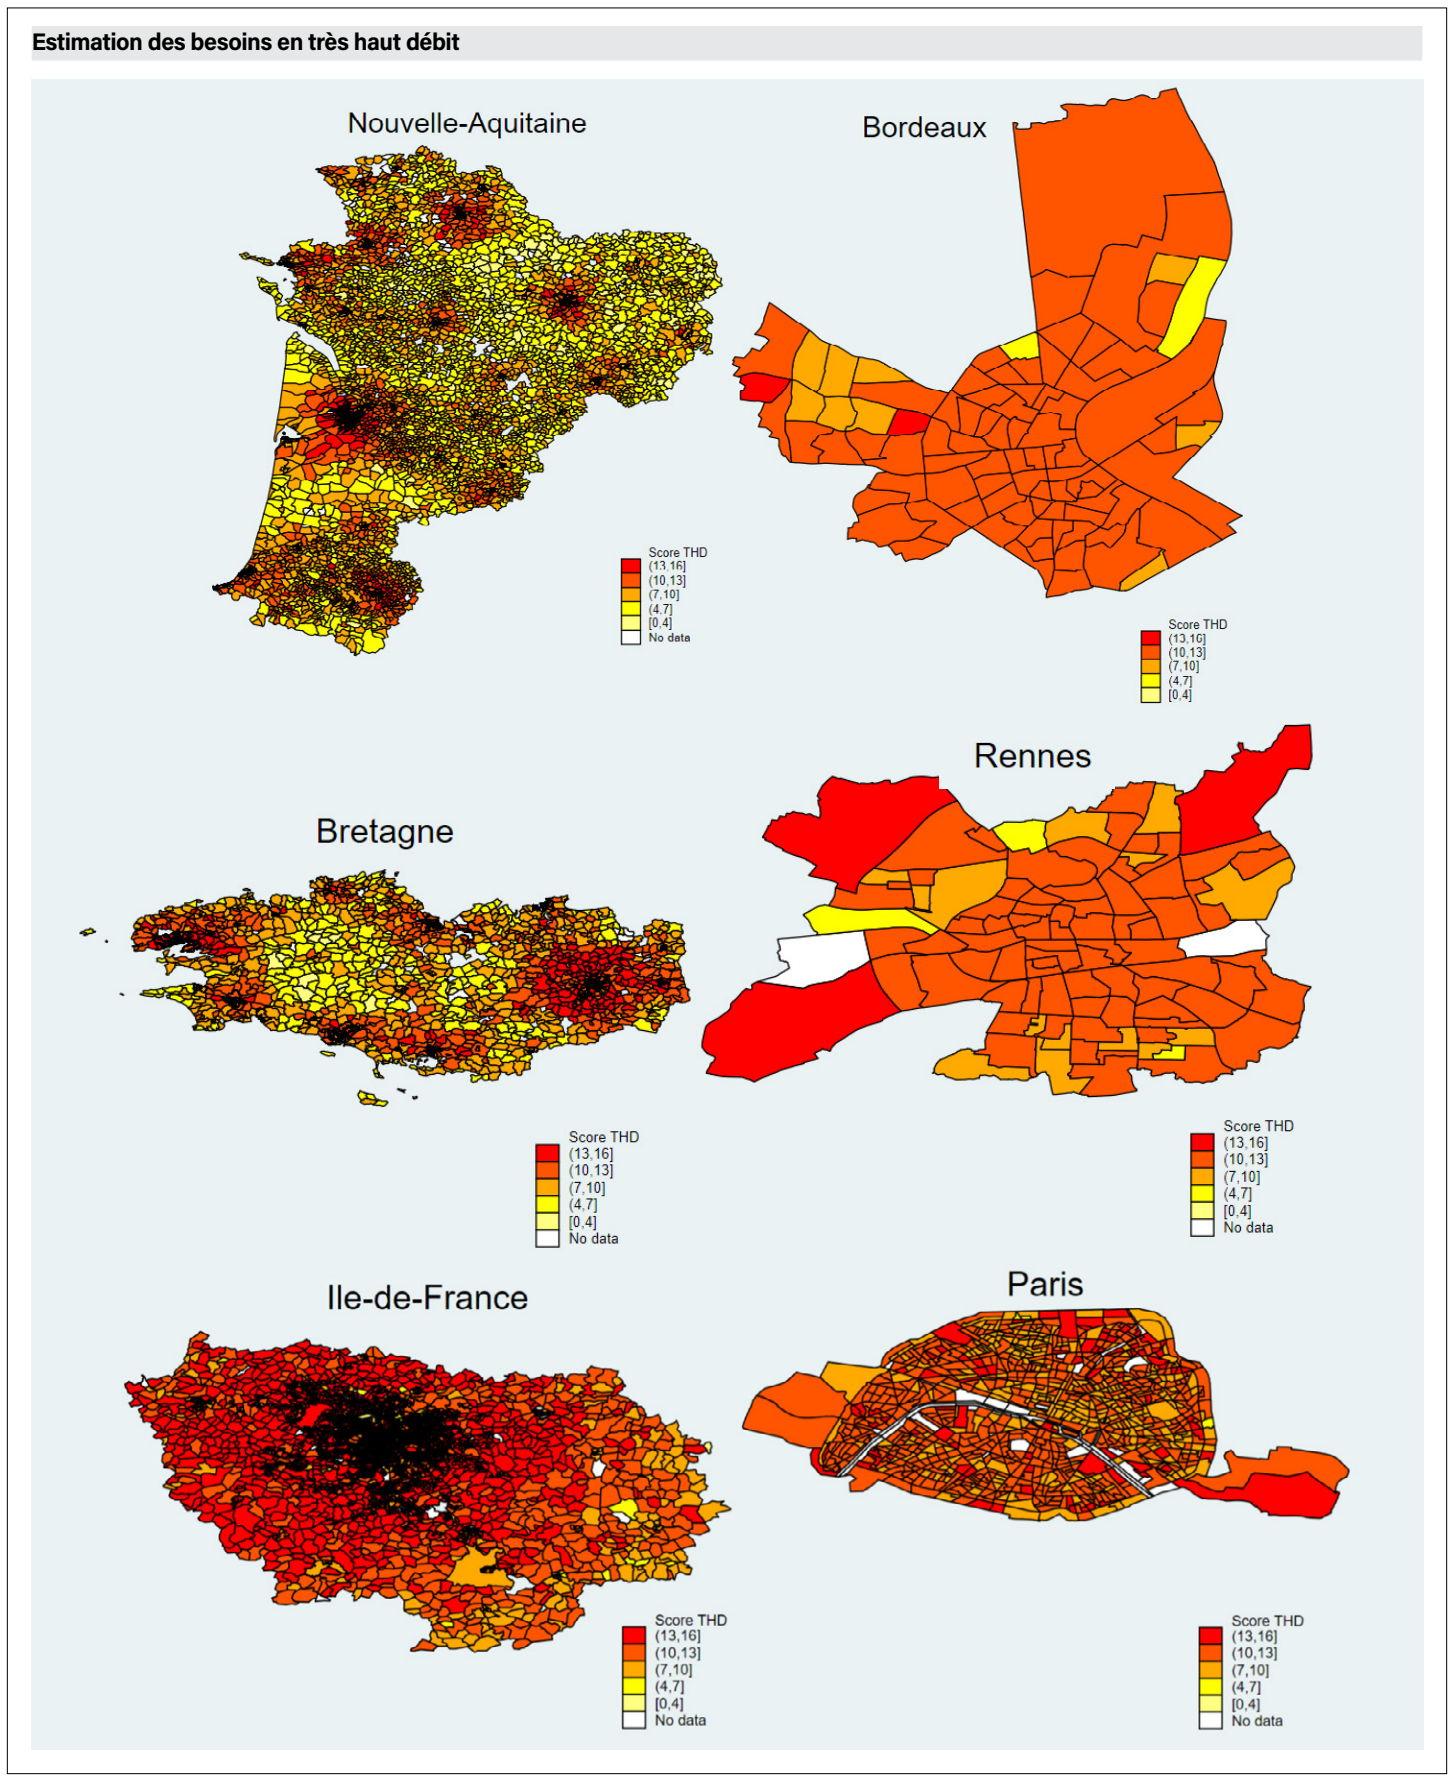 Estimation des besoins en très haut débit
Nouvelle-Aquitaine
Score THD
(13,16]
(10,13]
(7,10]
(4,7]
[0,4]
No data
Bordeaux
Score THD
(13,16]
(10,13]
(7,10]
(4,7]
[0,4]
Bretagne
Score THD
(13,16]
(10,13]
(7,10]
(4,7]
[0,4]
No data
Rennes
Score THD
(13,16]
(10,13]
(7,10]
(4,7]
[0,4]
No data
Ile-de-France
Score THD
(13,16]
(10,13]
(7,10]
(4,7]
[0,4]
No data
Paris
Score THD
(13,16]
(10,13]
(7,10]
(4,7]
[0,4]
No data